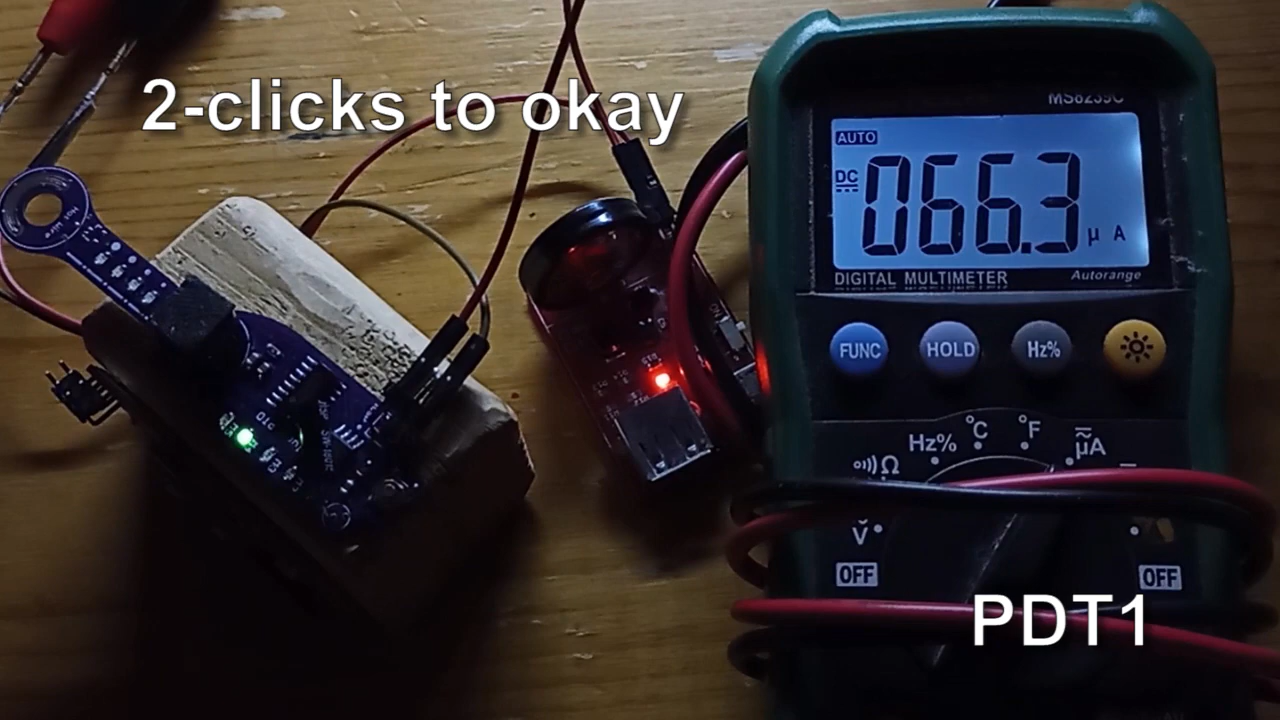 2-clicks to okay
MS8239C
AUTO
DC
066.3 µ A
DIGITAL MULTIMETER Autorange
FUNC
HOLD
Hz%
Hz% °C °F µA
Ω
V
OFF
OFF
PDT1